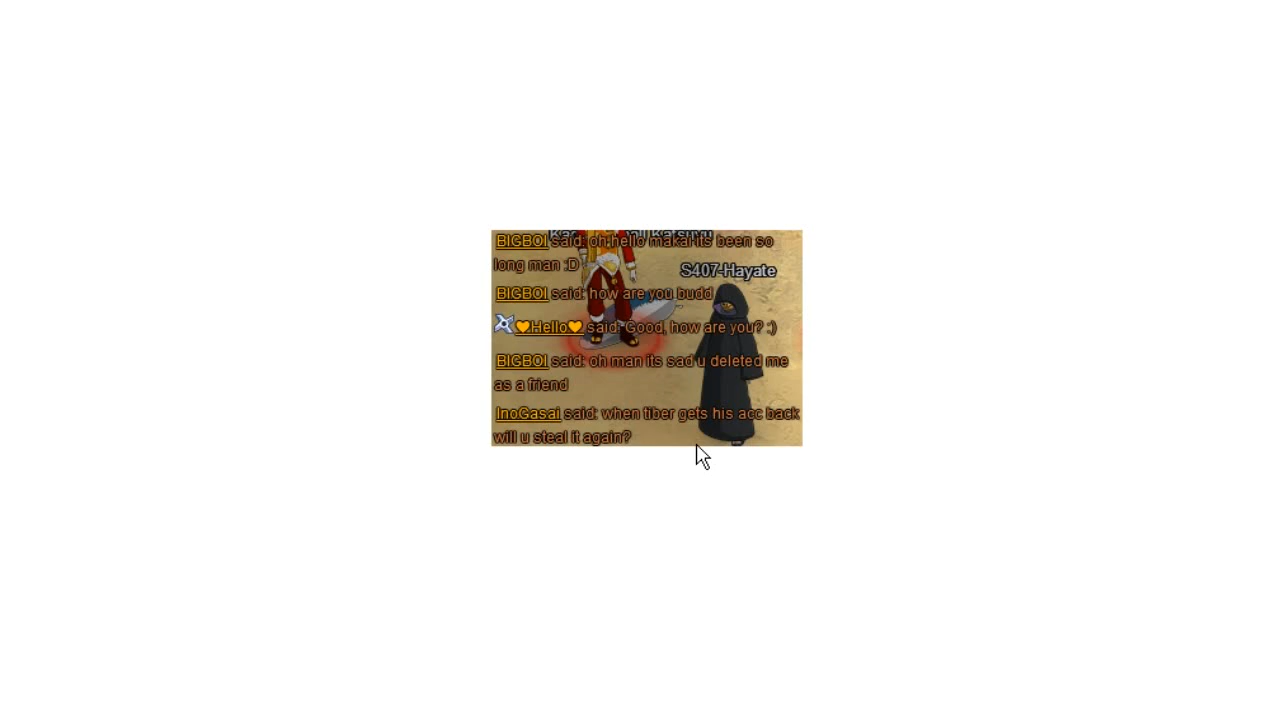 BIGBOI said: oh hello makai its been so
long man :D
S407-Hayate
BIGBOI said: how are you budd
♥Hello♥ said: Good, how are you? :)
BIGBOI said: oh man its sad u deleted me
as a friend
InoGasai said: when tiber gets his acc back
will u steal it again?